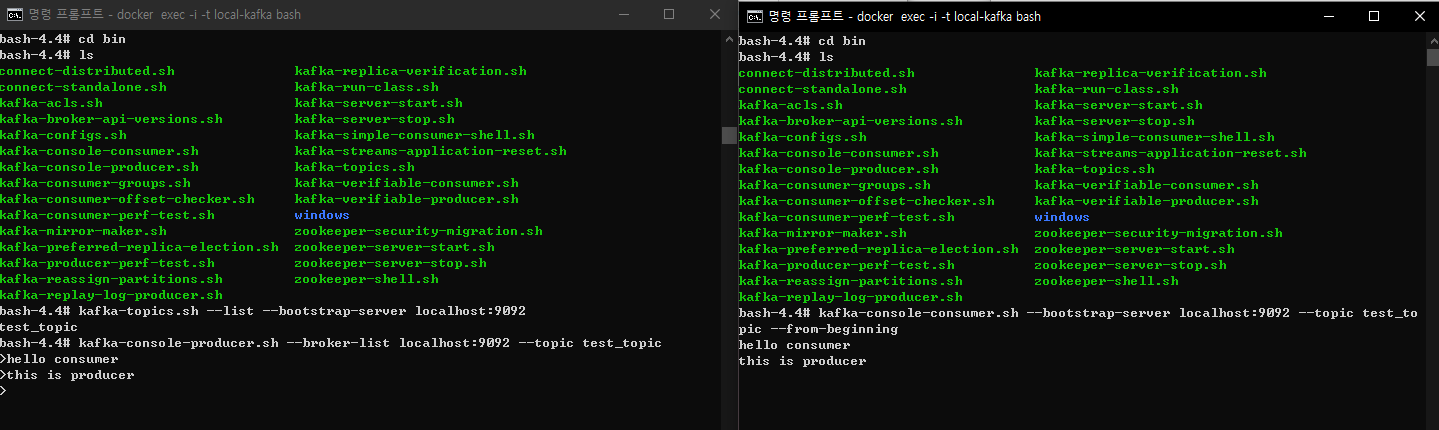 명령 프롬프트 - docker  exec -i -t local-kafka bash
bash-4.4# cd bin
bash-4.4# ls
connect-distributed.sh               kafka-replica-verification.sh
connect-standalone.sh                kafka-run-class.sh
kafka-acls.sh                        kafka-server-start.sh
kafka-broker-api-versions.sh         kafka-server-stop.sh
kafka-configs.sh                     kafka-simple-consumer-shell.sh
kafka-console-consumer.sh            kafka-streams-application-reset.sh
kafka-console-producer.sh            kafka-topics.sh
kafka-consumer-groups.sh             kafka-verifiable-consumer.sh
kafka-consumer-offset-checker.sh     kafka-verifiable-producer.sh
kafka-consumer-perf-test.sh          windows
kafka-mirror-maker.sh                zookeeper-security-migration.sh
kafka-preferred-replica-election.sh  zookeeper-server-start.sh
kafka-producer-perf-test.sh          zookeeper-server-stop.sh
kafka-reassign-partitions.sh         zookeeper-shell.sh
kafka-replay-log-producer.sh
bash-4.4# kafka-topics.sh --list --bootstrap-server localhost:9092
test_topic
bash-4.4# kafka-console-producer.sh --broker-list localhost:9092 --topic test_topic
>hello consumer
>this is producer
>
명령 프롬프트 - docker  exec -i -t local-kafka bash
bash-4.4# cd bin
bash-4.4# ls
connect-distributed.sh               kafka-replica-verification.sh
connect-standalone.sh                kafka-run-class.sh
kafka-acls.sh                        kafka-server-start.sh
kafka-broker-api-versions.sh         kafka-server-stop.sh
kafka-configs.sh                     kafka-simple-consumer-shell.sh
kafka-console-consumer.sh            kafka-streams-application-reset.sh
kafka-console-producer.sh            kafka-topics.sh
kafka-consumer-groups.sh             kafka-verifiable-consumer.sh
kafka-consumer-offset-checker.sh     kafka-verifiable-producer.sh
kafka-consumer-perf-test.sh          windows
kafka-mirror-maker.sh                zookeeper-security-migration.sh
kafka-preferred-replica-election.sh  zookeeper-server-start.sh
kafka-producer-perf-test.sh          zookeeper-server-stop.sh
kafka-reassign-partitions.sh         zookeeper-shell.sh
kafka-replay-log-producer.sh
bash-4.4# kafka-console-consumer.sh --bootstrap-server localhost:9092 --topic test_to
pic --from-beginning
hello consumer
this is producer